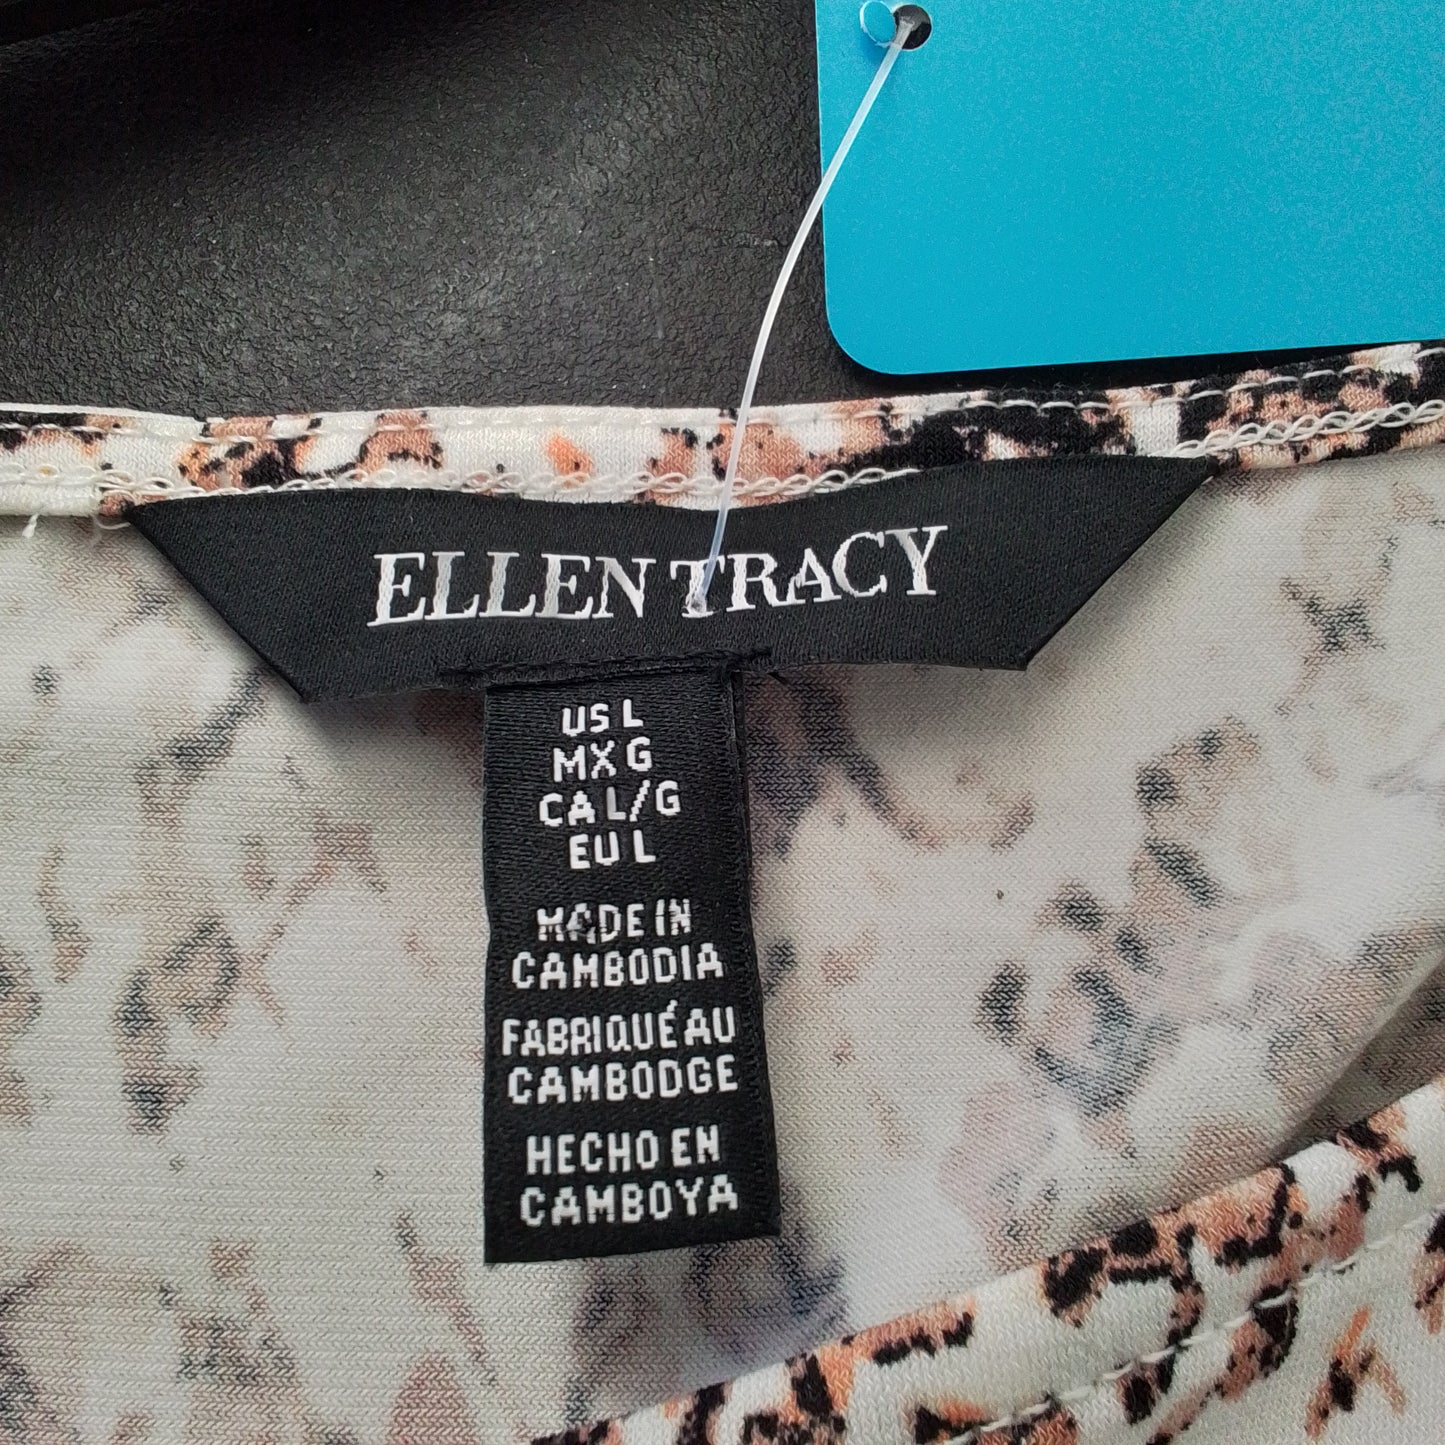 ELLEN TRACY
US L
MX G
CA L/G
EU L
MADE IN
CAMBODIA
FABRIQUÉ AU
CAMBODGE
HECHO EN
CAMBOYA